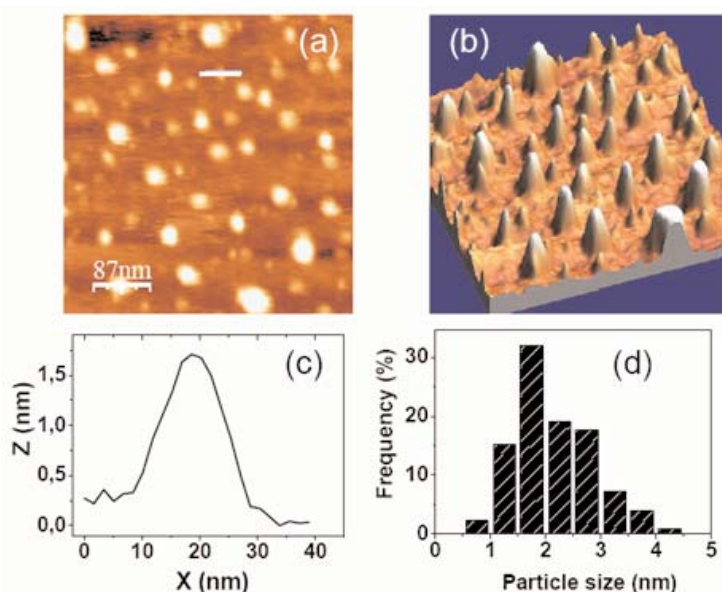 (a)
87nm
(b)
(c)
Z (nm)
1,5
1,0
0,5
0,0
0 10 20 30 40
X (nm)
(d)
Frequency (%)
30
20
10
0
0 1 2 3 4 5
Particle size (nm)